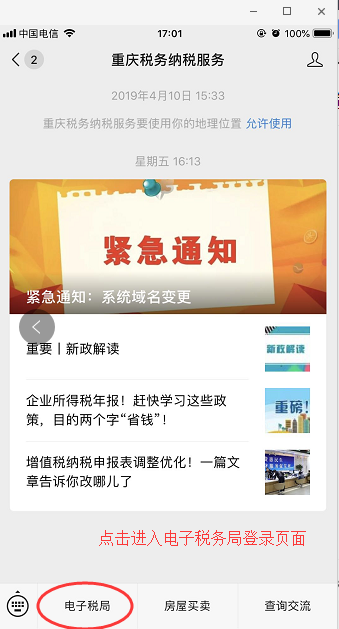 中国电信
17:01
100%
2
重庆税务纳税服务
2019年4月10日 15:33
重庆税务纳税服务要使用你的地理位置 允许使用
星期五 16:13
紧急通知
紧急通知：系统域名变更
重要丨新政解读
新政解读
企业所得税年报！赶快学习这些政
策，目的两个字“省钱”！
重磅!
增值税纳税申报表调整优化！一篇文
章告诉你改哪儿了
点击进入电子税务局登录页面
电子税局
房屋买卖
查询交流